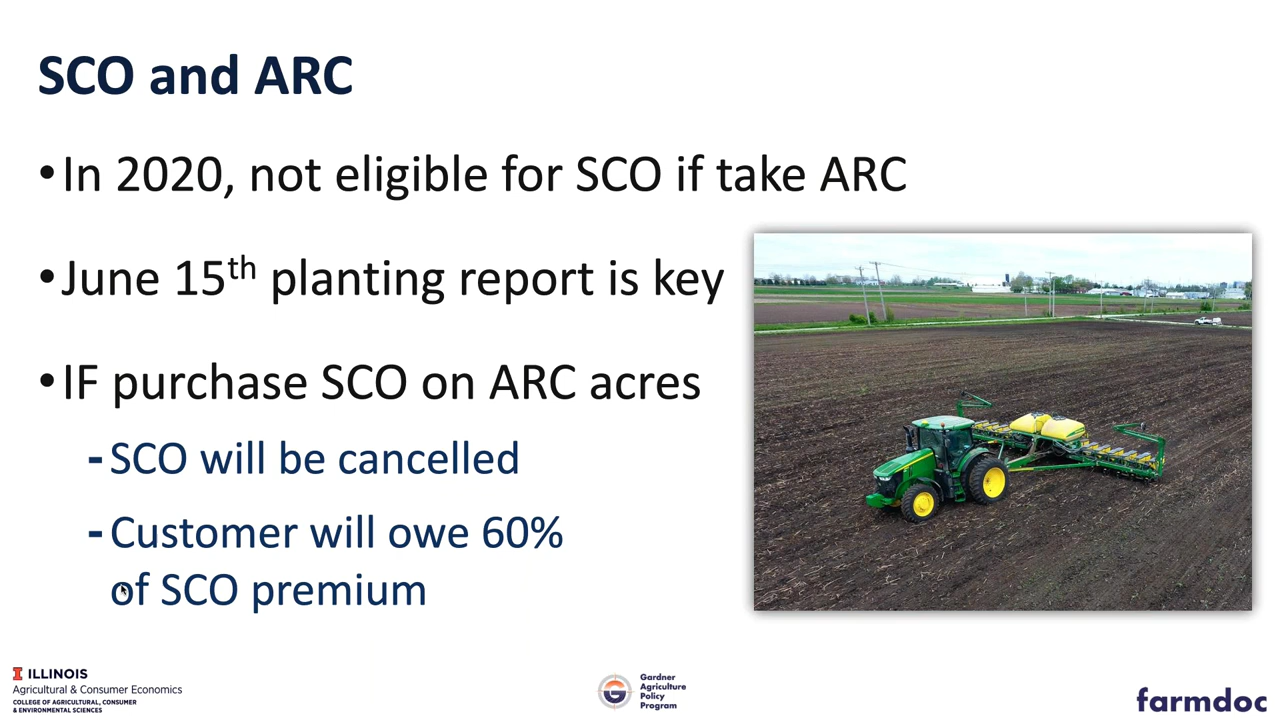 SCO and ARC
•In 2020, not eligible for SCO if take ARC
•June 15th planting report is key
•IF purchase SCO on ARC acres
-SCO will be cancelled
-Customer will owe 60%
of SCO premium
I ILLINOIS
Agricultural & Consumer Economics
COLLEGE OF AGRICULTURAL, CONSUMER
& ENVIRONMENTAL SCIENCES
Gardner
Agriculture
Policy
Program
farmdoc